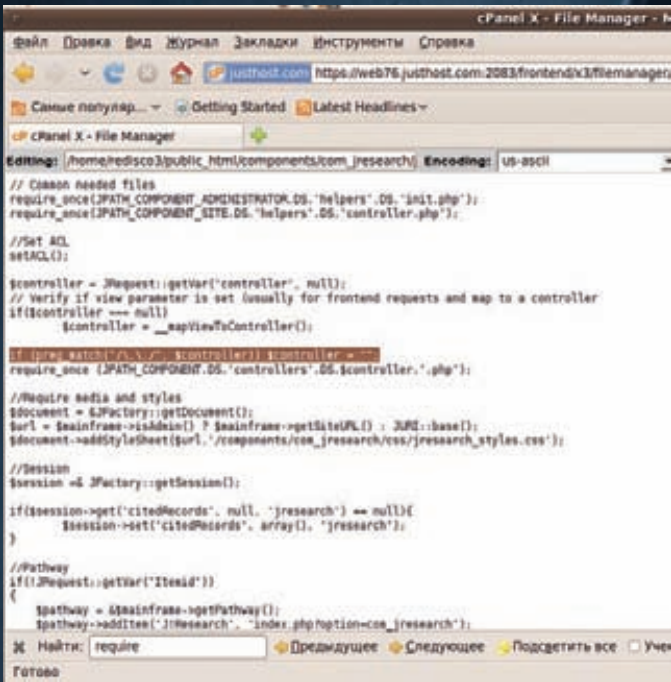 cPanel X - File Manager -
Файл Правка Вид Журнал Закладки Инструменты Справка
justhost.com https://web76.justhost.com:2083/frontend/x3/filemanager/
Самые популяр... Getting Started Latest Headlines
cPanel X - File Manager
Editing: /home/redisco3/public_html/components/com_jresearch/j Encoding: us-ascii
// Common needed files
require_once(JPATH_COMPONENT_ADMINISTRATOR.DS.'helpers'.DS.'init.php');
require_once(JPATH_COMPONENT_SITE.DS.'helpers'.DS.'controller.php');
//Set ACL
setACL();
$controller = JRequest::getVar('controller', null);
// Verify if view parameter is set (usually for frontend requests and map to a controller
if($controller === null)
$controller = __mapViewToController();
if (preg_match("/\.\./", $controller)) $controller = "";
require_once (JPATH_COMPONENT.DS.'controllers'.DS.$controller.'.php');
//Require media and styles
$document = &JFactory::getDocument();
$url = $mainframe->isAdmin() ? $mainframe->getSiteURL() : JURI::base();
$document->addStyleSheet($url.'/components/com_jresearch/css/jresearch_styles.css');
//Session
$session =& JFactory::getSession();
if($session->get('citedRecords', null, 'jresearch') == null){
$session->set('citedRecords', array(), 'jresearch');
}
//Pathway
if(!JRequest::getVar('Itemid'))
{
$pathway = &$mainframe->getPathway();
$pathway->addItem('J!Research', 'index.php?option=com_jresearch');
Найти: require Предыдущее Следующее Подсветить все
Готово